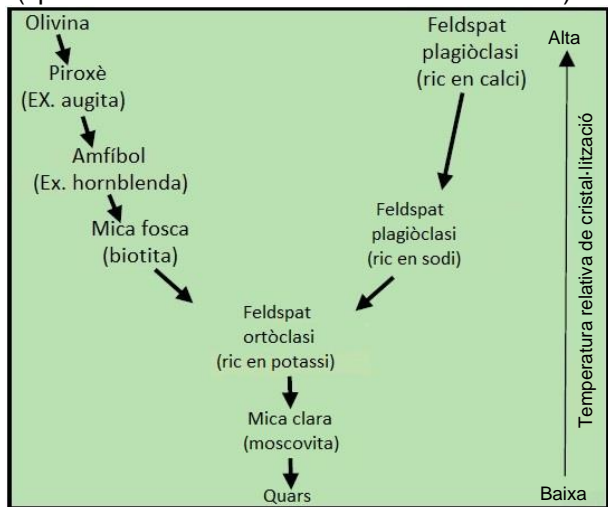 Olivina
Piroxè
(EX. augita)
Amfíbol
(Ex. hornblenda)
Mica fosca
(biotita)
Feldspat
plagiòclasi
(ric en calci)
Feldspat
plagiòclasi
(ric en sodi)
Feldspat
ortòclasi
(ric en potassi)
Mica clara
(moscovita)
Quars
Alta
Temperatura relativa de cristal·lització
Baixa